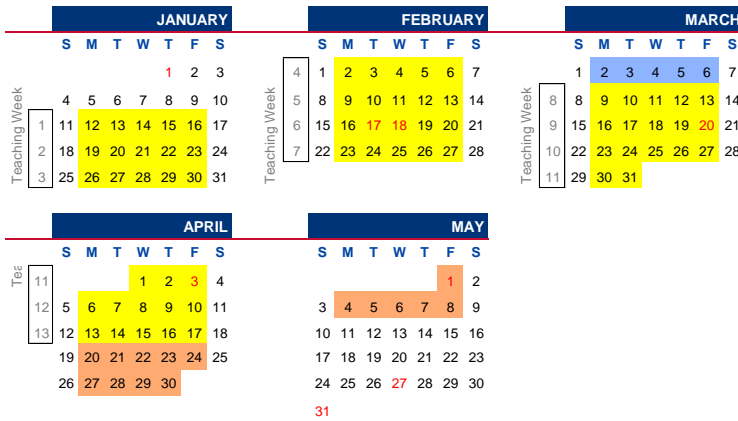 JANUARY FEBRUARY MARCH
S M T W T F S S M T W T F S S M T W T F S
1 2 3 4 1 2 3 4 5 6 7 1 2 3 4 5 6 7
4 5 6 7 8 9 10 5 8 9 10 11 12 13 14 8 8 9 10 11 12 13 14
Teaching Week Teaching Week Teaching Week
1 11 12 13 14 15 16 17 6 15 16 17 18 19 20 21 9 15 16 17 18 19 20 21
2 18 19 20 21 22 23 24 7 22 23 24 25 26 27 28 10 22 23 24 25 26 27 28
3 25 26 27 28 29 30 31 11 29 30 31
APRIL MAY
S M T W T F S S M T W T F S
Tea
11 1 2 3 4 1 2
12 5 6 7 8 9 10 11 3 4 5 6 7 8 9
13 12 13 14 15 16 17 18 10 11 12 13 14 15 16
19 20 21 22 23 24 25 17 18 19 20 21 22 23
26 27 28 29 30 24 25 26 27 28 29 30
31